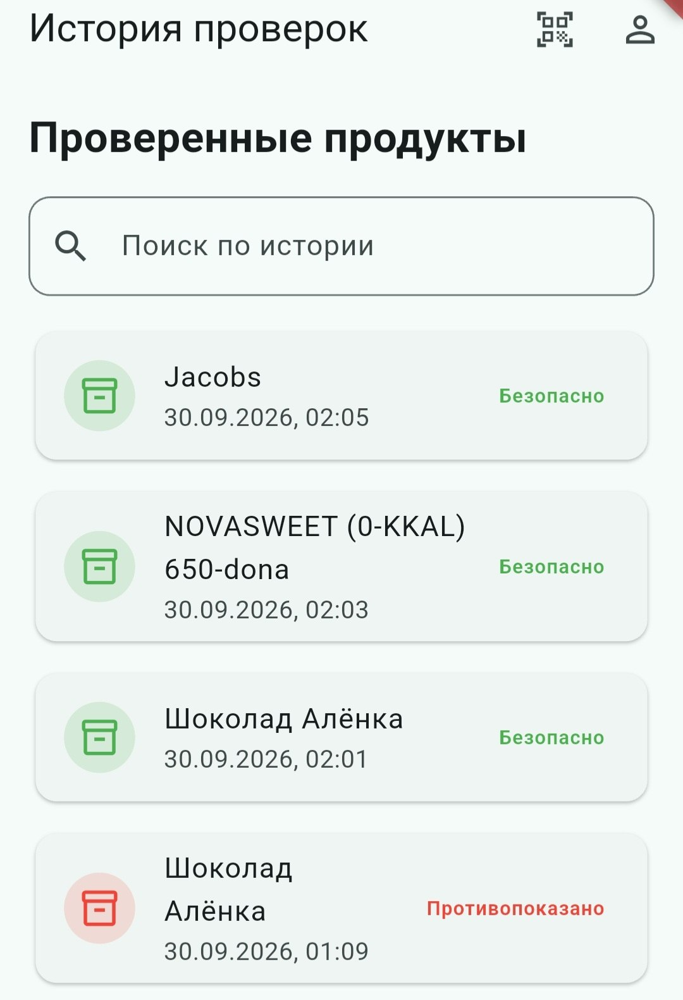 История проверок
Проверенные продукты
Поиск по истории
Jacobs
30.09.2026, 02:05
Безопасно
NOVASWEET (0-KKAL)
650-dona
30.09.2026, 02:03
Безопасно
Шоколад Алёнка
30.09.2026, 02:01
Безопасно
Шоколад
Алёнка
30.09.2026, 01:09
Противопоказано